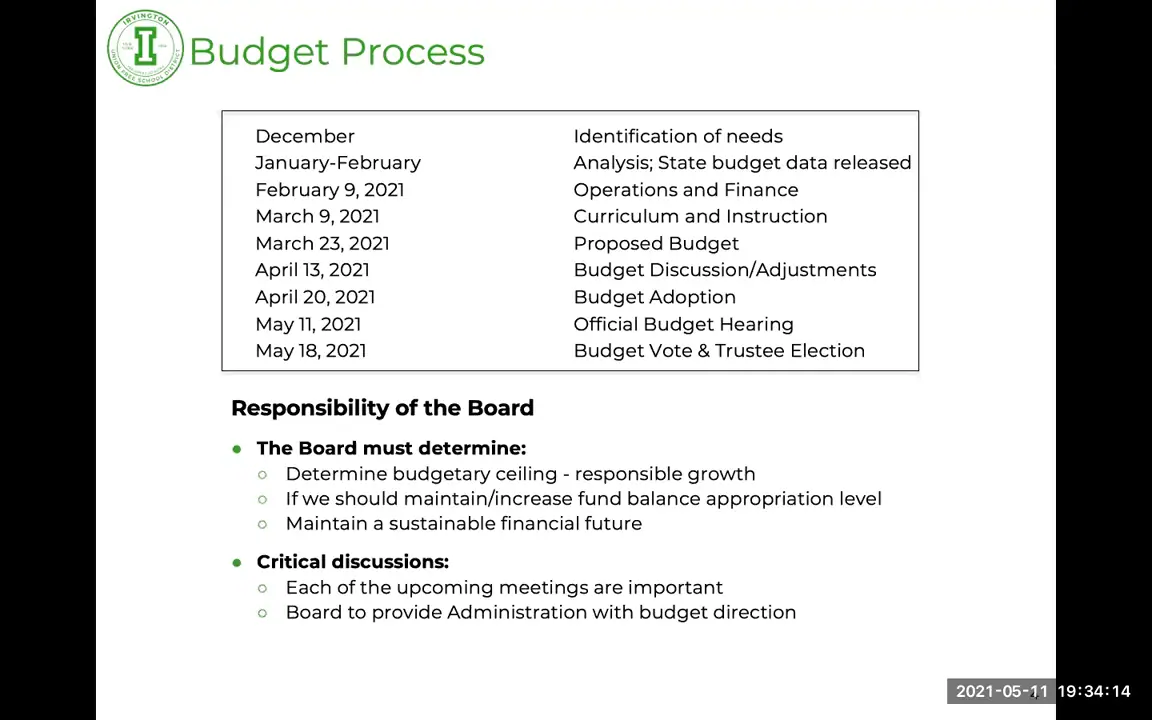 IRVINGTON
UNION FREE SCHOOL DISTRICT
I
Budget Process
December Identification of needs
January-February Analysis; State budget data released
February 9, 2021 Operations and Finance
March 9, 2021 Curriculum and Instruction
March 23, 2021 Proposed Budget
April 13, 2021 Budget Discussion/Adjustments
April 20, 2021 Budget Adoption
May 11, 2021 Official Budget Hearing
May 18, 2021 Budget Vote & Trustee Election
Responsibility of the Board
● The Board must determine:
○ Determine budgetary ceiling - responsible growth
○ If we should maintain/increase fund balance appropriation level
○ Maintain a sustainable financial future
● Critical discussions:
○ Each of the upcoming meetings are important
○ Board to provide Administration with budget direction
2021-05-11 19:34:14